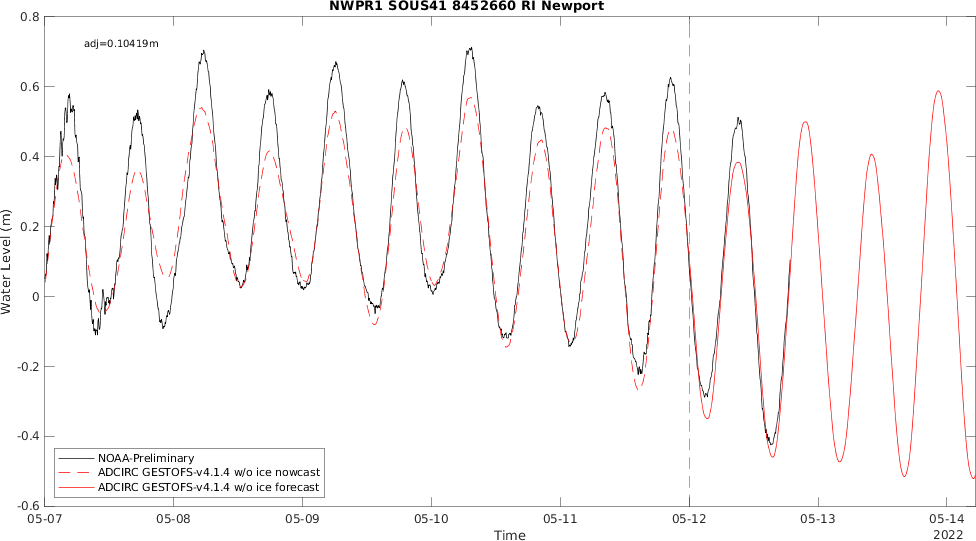 NWPR1 SOUS41 8452660 RI Newport
adj=0.10419m
0.8
0.6
0.4
0.2
0
-0.2
-0.4
-0.6
Water Level (m)
NOAA-Preliminary
ADCIRC GESTOFS-v4.1.4 w/o ice nowcast
ADCIRC GESTOFS-v4.1.4 w/o ice forecast
05-07 05-08 05-09 05-10 05-11 05-12 05-13 05-14
Time
2022